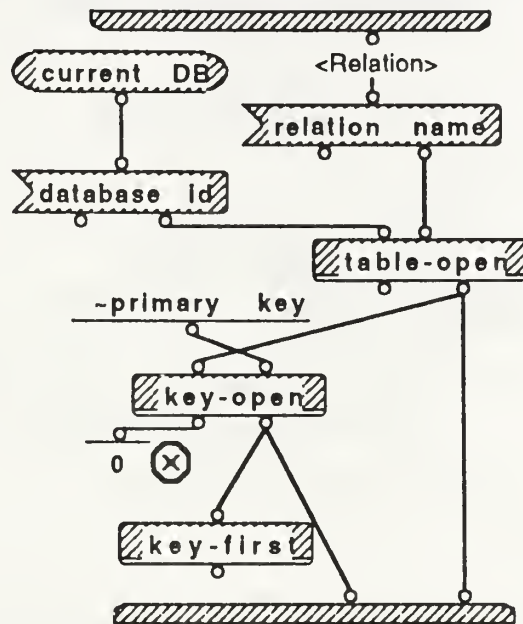 <Relation>
current DB
relation name
database id
table-open
~primary key
key-open
0
key-first